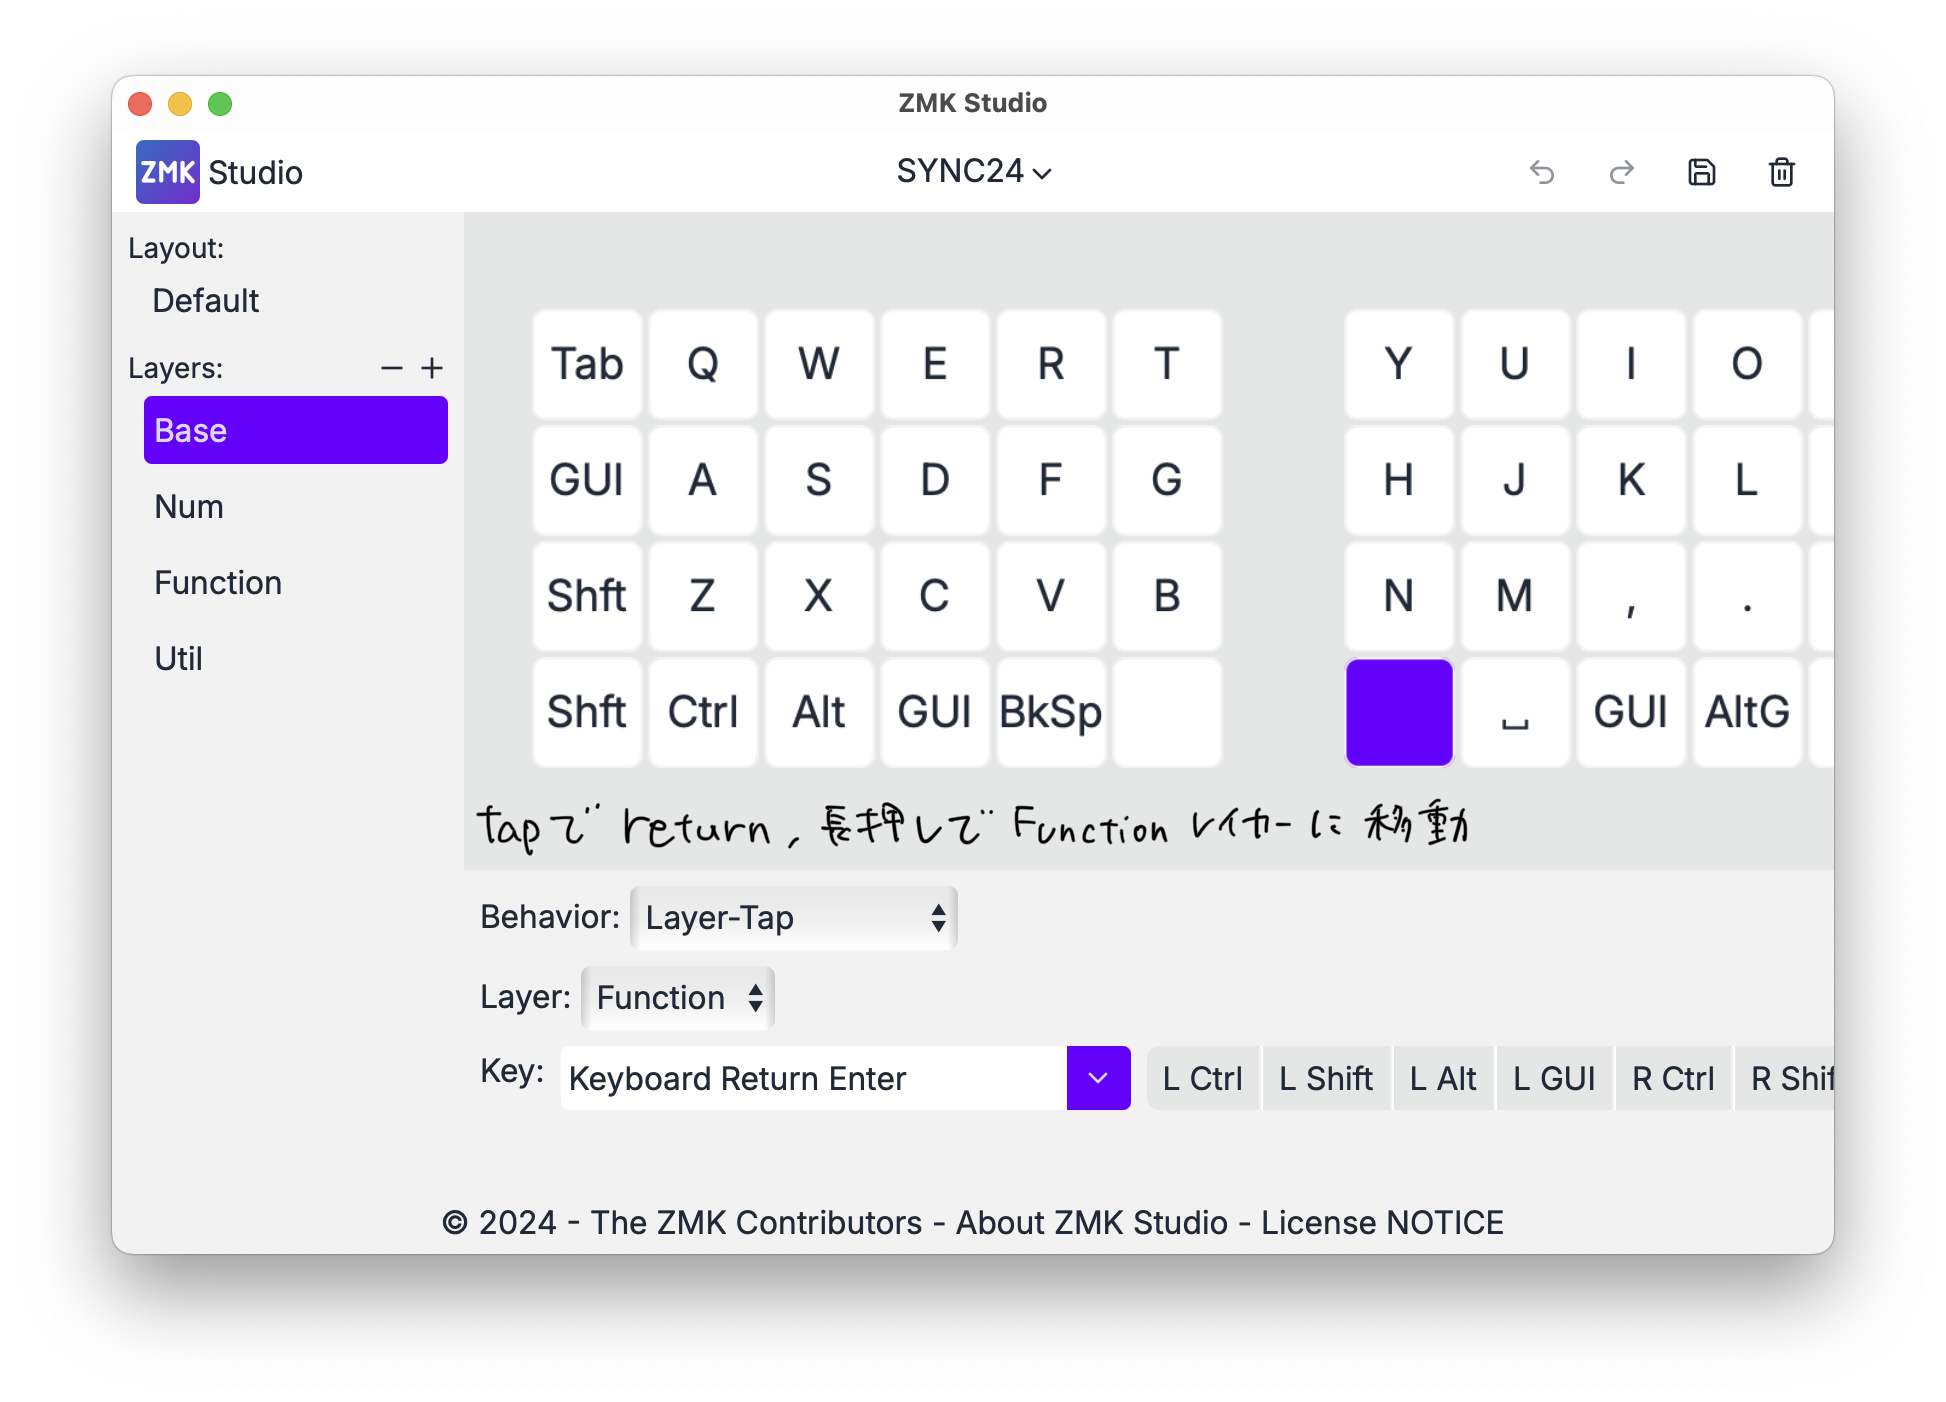 ZMK Studio
ZMK Studio
SYNC24
Layout:
Default
Layers:
Base
Num
Function
Util
Tab Q W E R T Y U I O
GUI A S D F G H J K L
Shft Z X C V B N M , .
Shft Ctrl Alt GUI BkSp ⎵ GUI AltG
tapで return, 長押しで Function レイヤーに移動
Behavior: Layer-Tap
Layer: Function
Key: Keyboard Return Enter L Ctrl L Shift L Alt L GUI R Ctrl R Shif
© 2024 - The ZMK Contributors - About ZMK Studio - License NOTICE